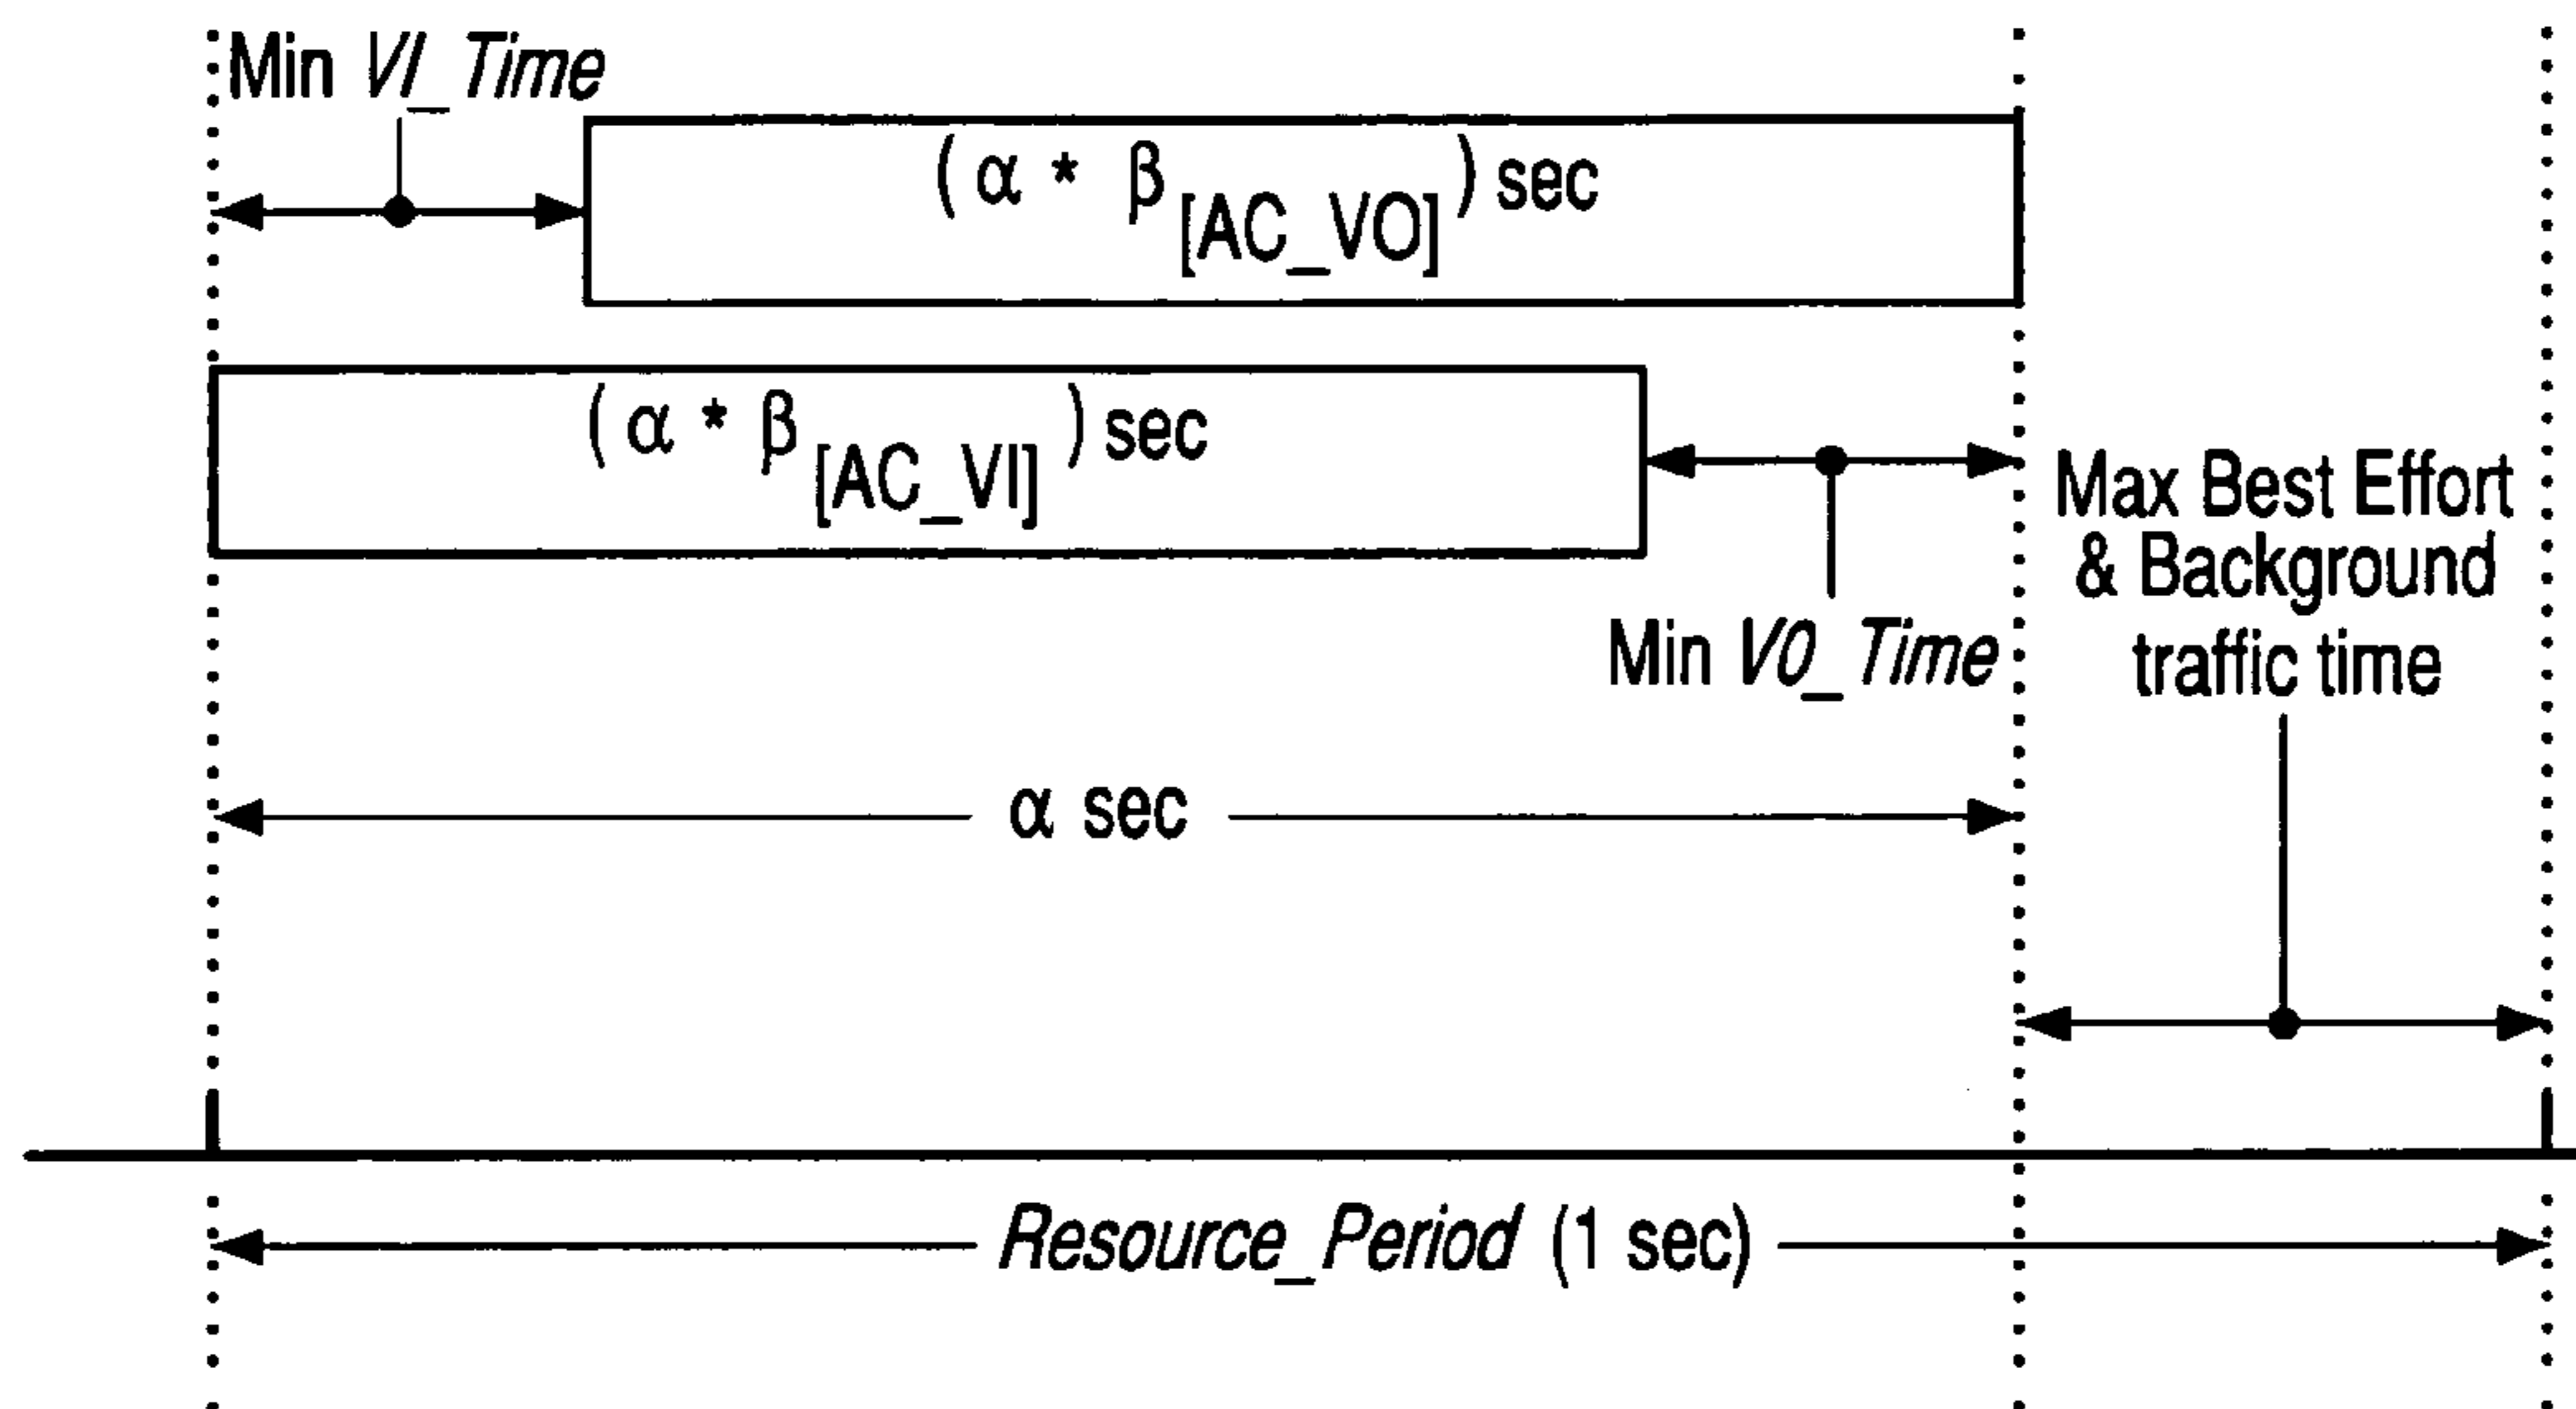 Min VI_Time
( α * β [AC_VO] ) sec
( α * β [AC_VI] ) sec
Max Best Effort
& Background
traffic time
Min V0_Time
α sec
Resource_Period (1 sec)